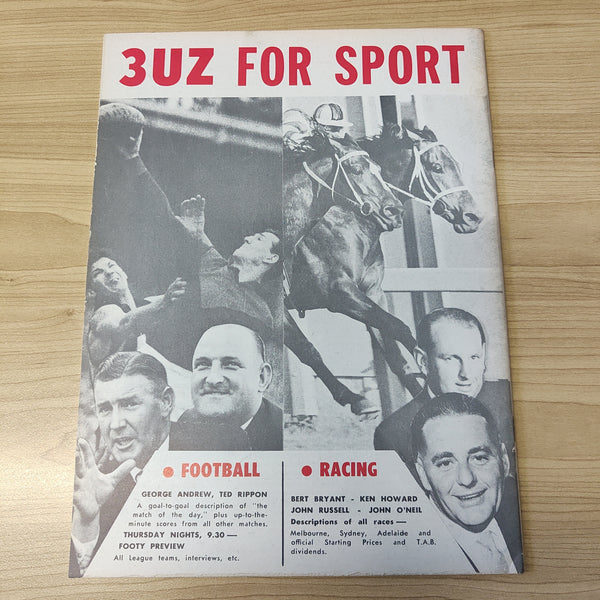 3UZ FOR SPORT
• FOOTBALL
GEORGE ANDREW, TED RIPPON
A goal-to-goal description of "the
match of the day," plus up-to-the-
minute scores from all other matches.
THURSDAY NIGHTS, 9.30 —
FOOTY PREVIEW
All League teams, interviews, etc.
• RACING
BERT BRYANT - KEN HOWARD
JOHN RUSSELL - JOHN O'NEIL
Descriptions of all races —
Melbourne, Sydney, Adelaide and
official Starting Prices and T.A.B.
dividends.